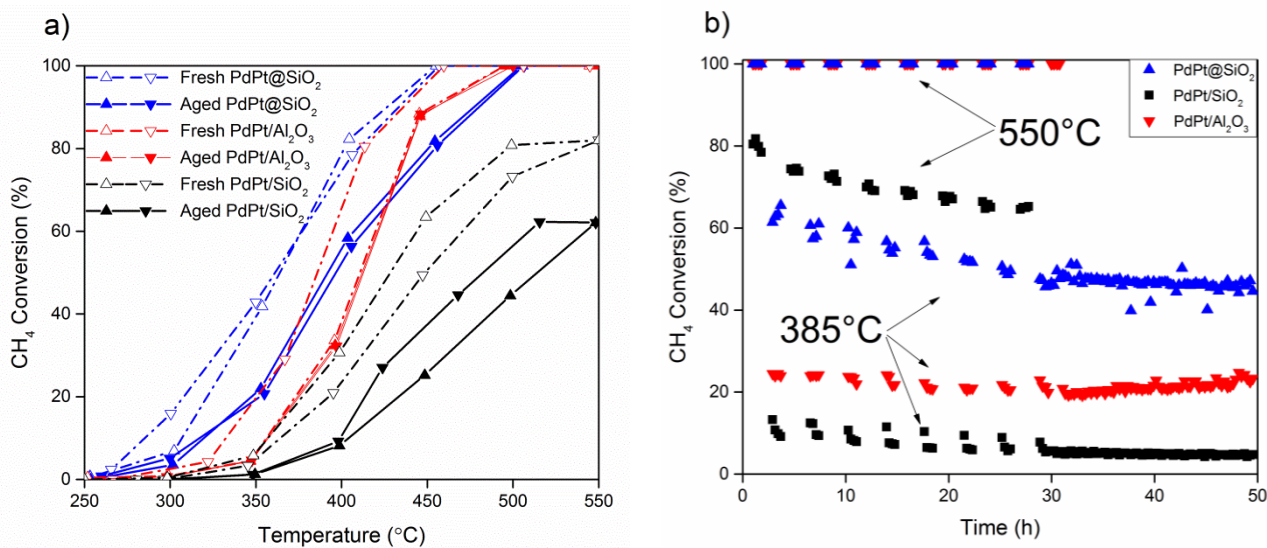 a)
Fresh PdPt@SiO₂
Aged PdPt@SiO₂
Fresh PdPt/Al₂O₃
Aged PdPt/Al₂O₃
Fresh PdPt/SiO₂
Aged PdPt/SiO₂
100
80
60
40
20
0
CH₄ Conversion (%)
250 300 350 400 450 500 550
Temperature (°C)
b)
PdPt@SiO₂
PdPt/SiO₂
PdPt/Al₂O₃
550°C
385°C
100
80
60
40
20
0
CH₄ Conversion (%)
0 10 20 30 40 50
Time (h)